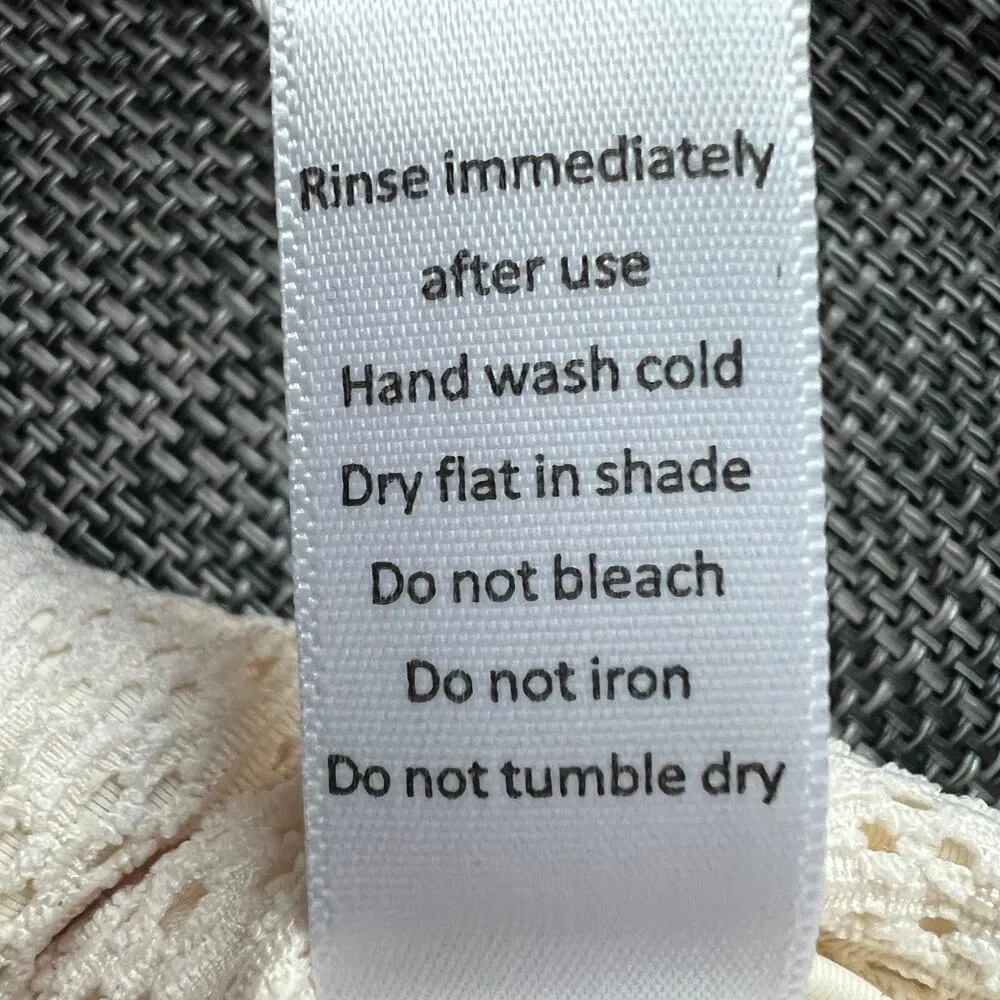 Rinse immediately
after use
Hand wash cold
Dry flat in shade
Do not bleach
Do not iron
Do not tumble dry